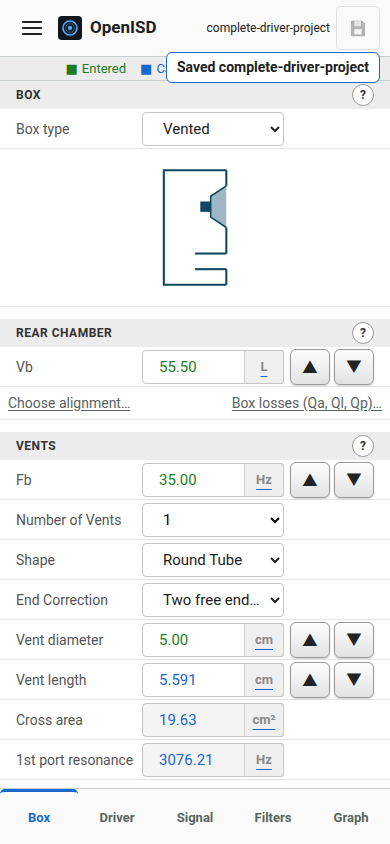 OpenISD
complete-driver-project
Saved complete-driver-project
Entered
BOX
?
Box type
Vented
REAR CHAMBER
?
Vb
55.50
L
▲
▼
Choose alignment...
Box losses (Qa, Ql, Qp)...
VENTS
?
Fb
35.00
Hz
▲
▼
Number of Vents
1
Shape
Round Tube
End Correction
Two free end...
Vent diameter
5.00
cm
▲
▼
Vent length
5.591
cm
▲
▼
Cross area
19.63
cm²
1st port resonance
3076.21
Hz
Box
Driver
Signal
Filters
Graph